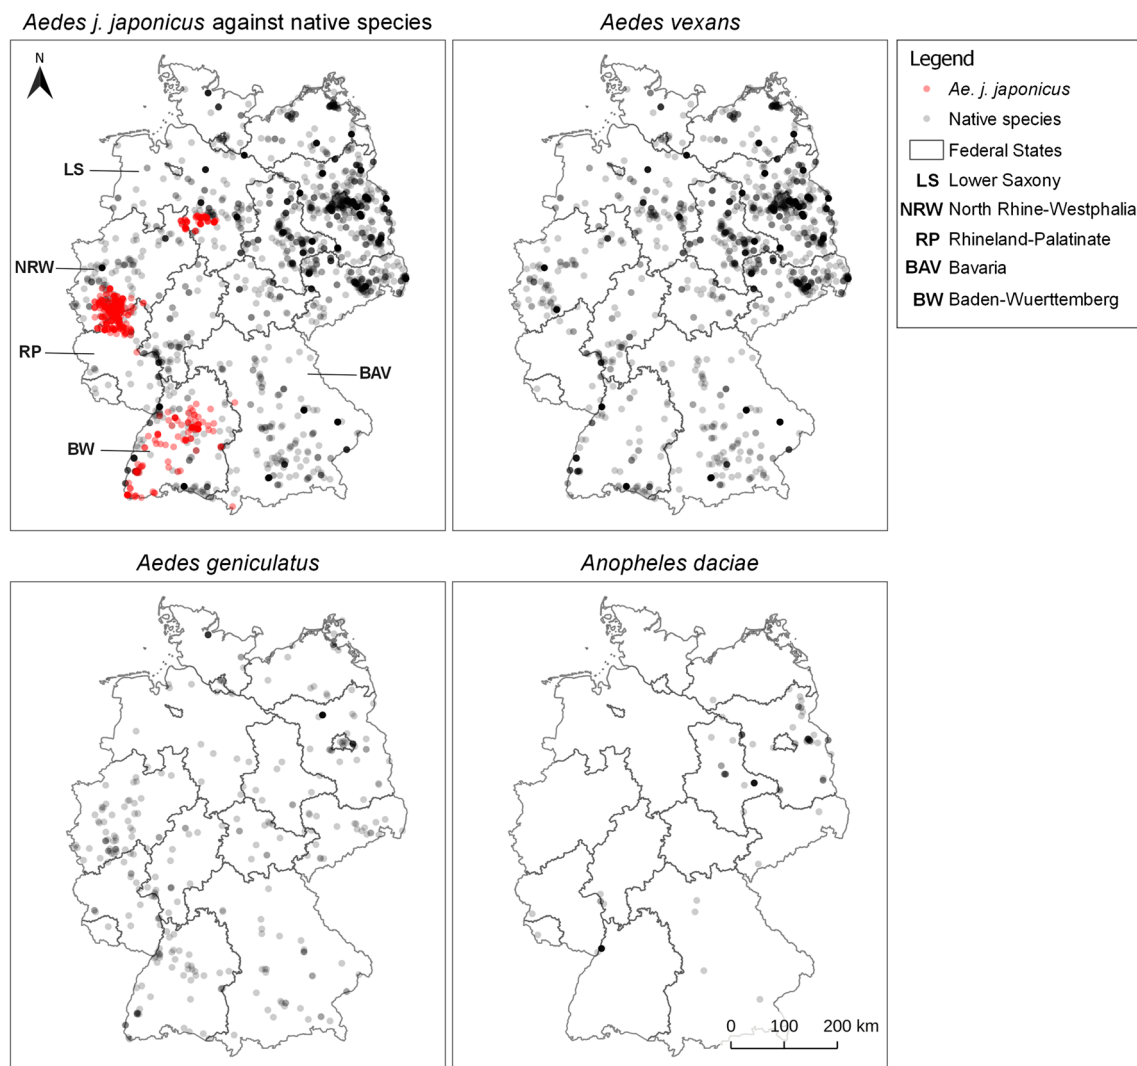 Aedes j. japonicus against native species
Aedes vexans
N
LS
NRW
RP
BAV
BW
Legend
Ae. j. japonicus
Native species
Federal States
LS Lower Saxony
NRW North Rhine-Westphalia
RP Rhineland-Palatinate
BAV Bavaria
BW Baden-Wuerttemberg
Aedes geniculatus
Anopheles daciae
0 100 200 km